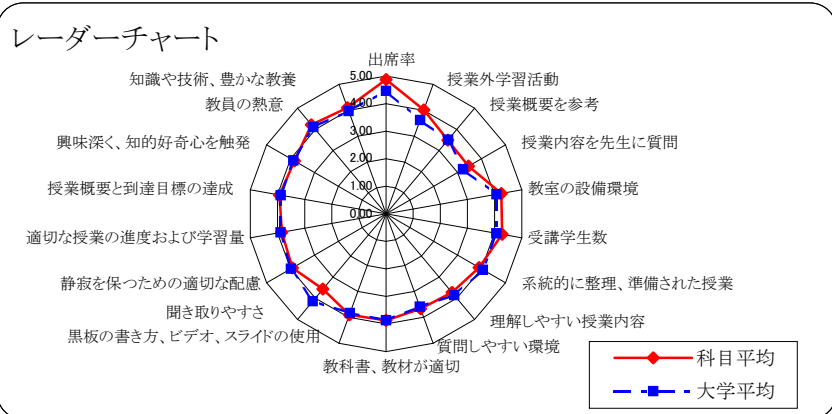 レーダーチャート
出席率
授業外学習活動
授業概要を参考
授業内容を先生に質問
教室の設備環境
受講学生数
系統的に整理、準備された授業
理解しやすい授業内容
質問しやすい環境
教科書、教材が適切
黒板の書き方、ビデオ、スライドの使用
聞き取りやすさ
静寂を保つための適切な配慮
適切な授業の進度および学習量
授業概要と到達目標の達成
興味深く、知的好奇心を触発
教員の熱意
知識や技術、豊かな教養
5.00
4.00
3.00
2.00
1.00
0.00
科目平均
大学平均